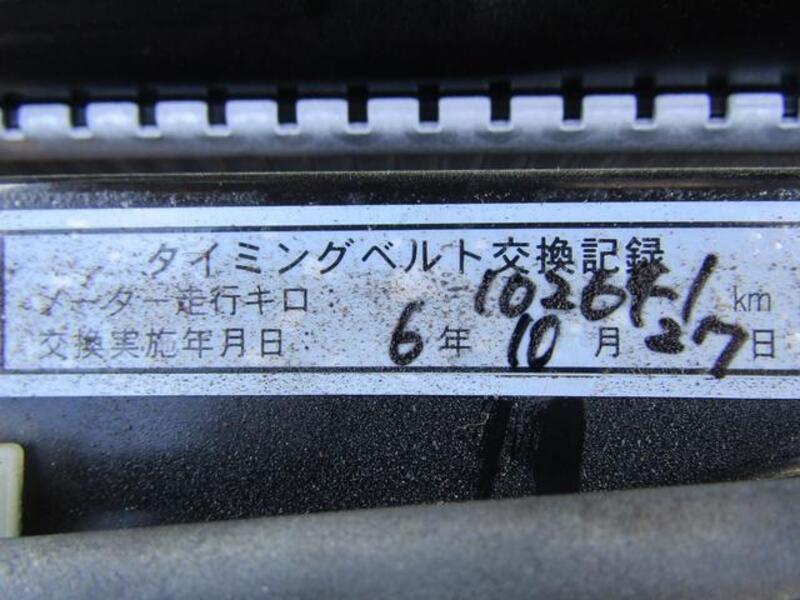 タイミングベルト交換記録
メーター走行キロ: km
交換実施年月日: 6年 10月 27日